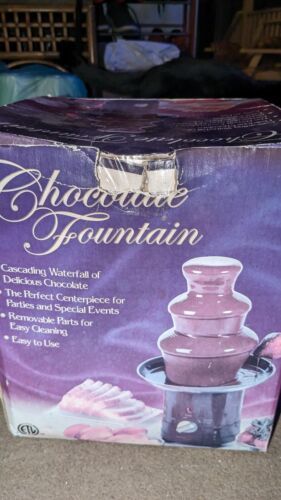 Chocolate
Fountain
Cascading Waterfall of
Delicious Chocolate
• The Perfect Centerpiece for
Parties and Special Events
• Removable Parts for
Easy Cleaning
• Easy to Use
ETL